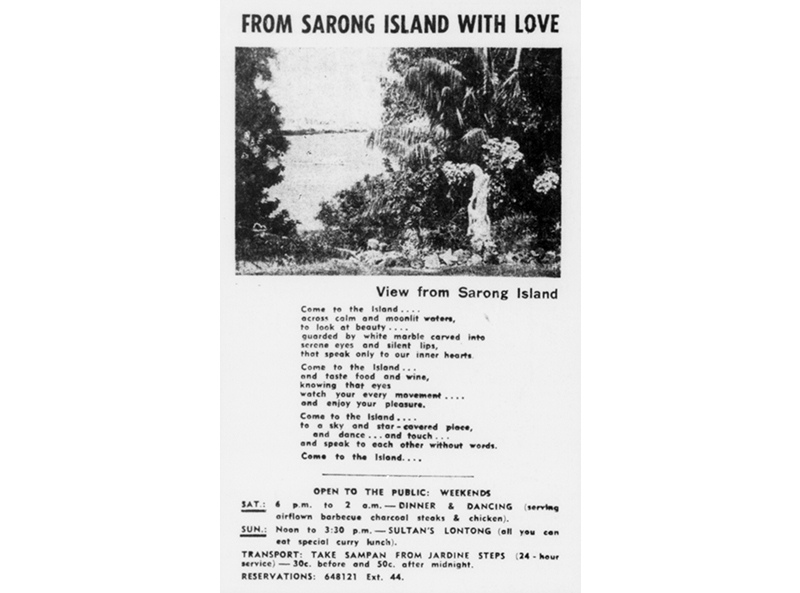 FROM SARONG ISLAND WITH LOVE
View from Sarong Island
Come to the Island....
across calm and moonlit waters,
to look at beauty....
guarded by white marble carved into
serene eyes and silent lips,
that speak only to our inner hearts.
Come to the Island...
and taste food and wine,
knowing that eyes
watch your every movement....
and enjoy your pleasure.
Come to the Island....
to a sky and star-covered place,
and dance...and touch...
and speak to each other without words.
Come to the Island....
OPEN TO THE PUBLIC: WEEKENDS
SAT.: 6 p.m. to 2 a.m.—DINNER & DANCING (serving
airflown barbecue charcoal steaks & chicken).
SUN.: Noon to 3:30 p.m.—SULTAN'S LONTONG (all you can
eat special curry lunch).
TRANSPORT: TAKE SAMPAN FROM JARDINE STEPS (24-hour
service)—30c. before and 50c. after midnight.
RESERVATIONS: 648121 Ext. 44.